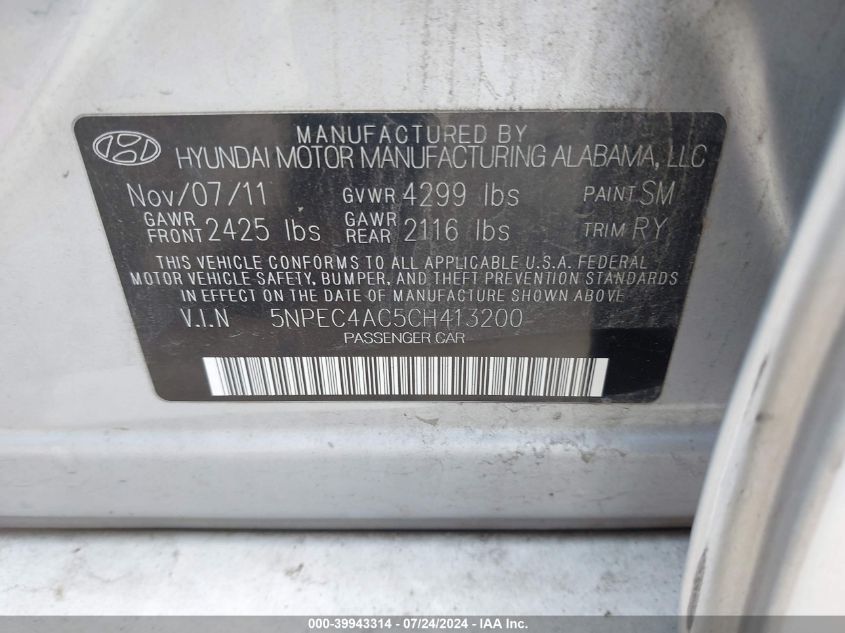 MANUFACTURED BY
HYUNDAI MOTOR MANUFACTURING ALABAMA, LLC
Nov/07/11 GVWR 4299 lbs PAINT SM
GAWR FRONT 2425 lbs GAWR REAR 2116 lbs TRIM RY
THIS VEHICLE CONFORMS TO ALL APPLICABLE U.S.A. FEDERAL
MOTOR VEHICLE SAFETY, BUMPER, AND THEFT PREVENTION STANDARDS
IN EFFECT ON THE DATE OF MANUFACTURE SHOWN ABOVE
V.I.N 5NPEC4AC5CH413200
PASSENGER CAR
000-39943314 - 07/24/2024 - IAA, Inc.